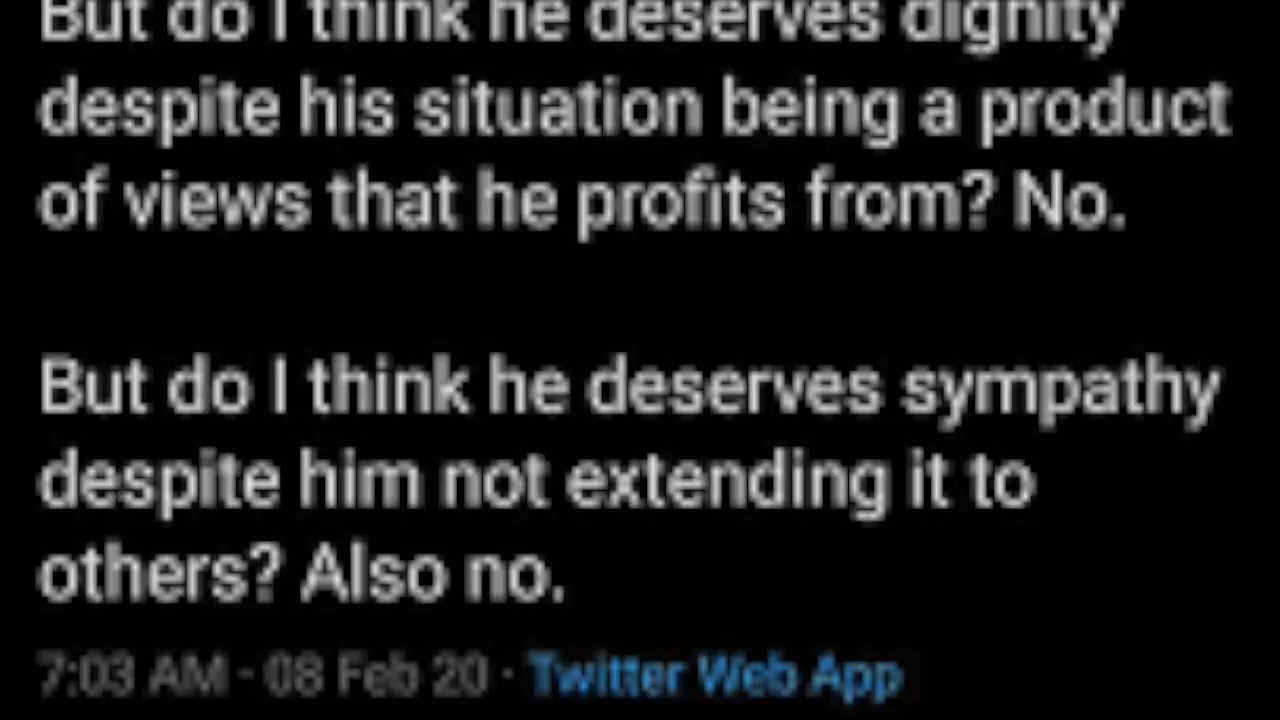 But do I think he deserves dignity
despite his situation being a product
of views that he profits from? No.
But do I think he deserves sympathy
despite him not extending it to
others? Also no.
7:03 AM · 08 Feb 20 · Twitter Web App